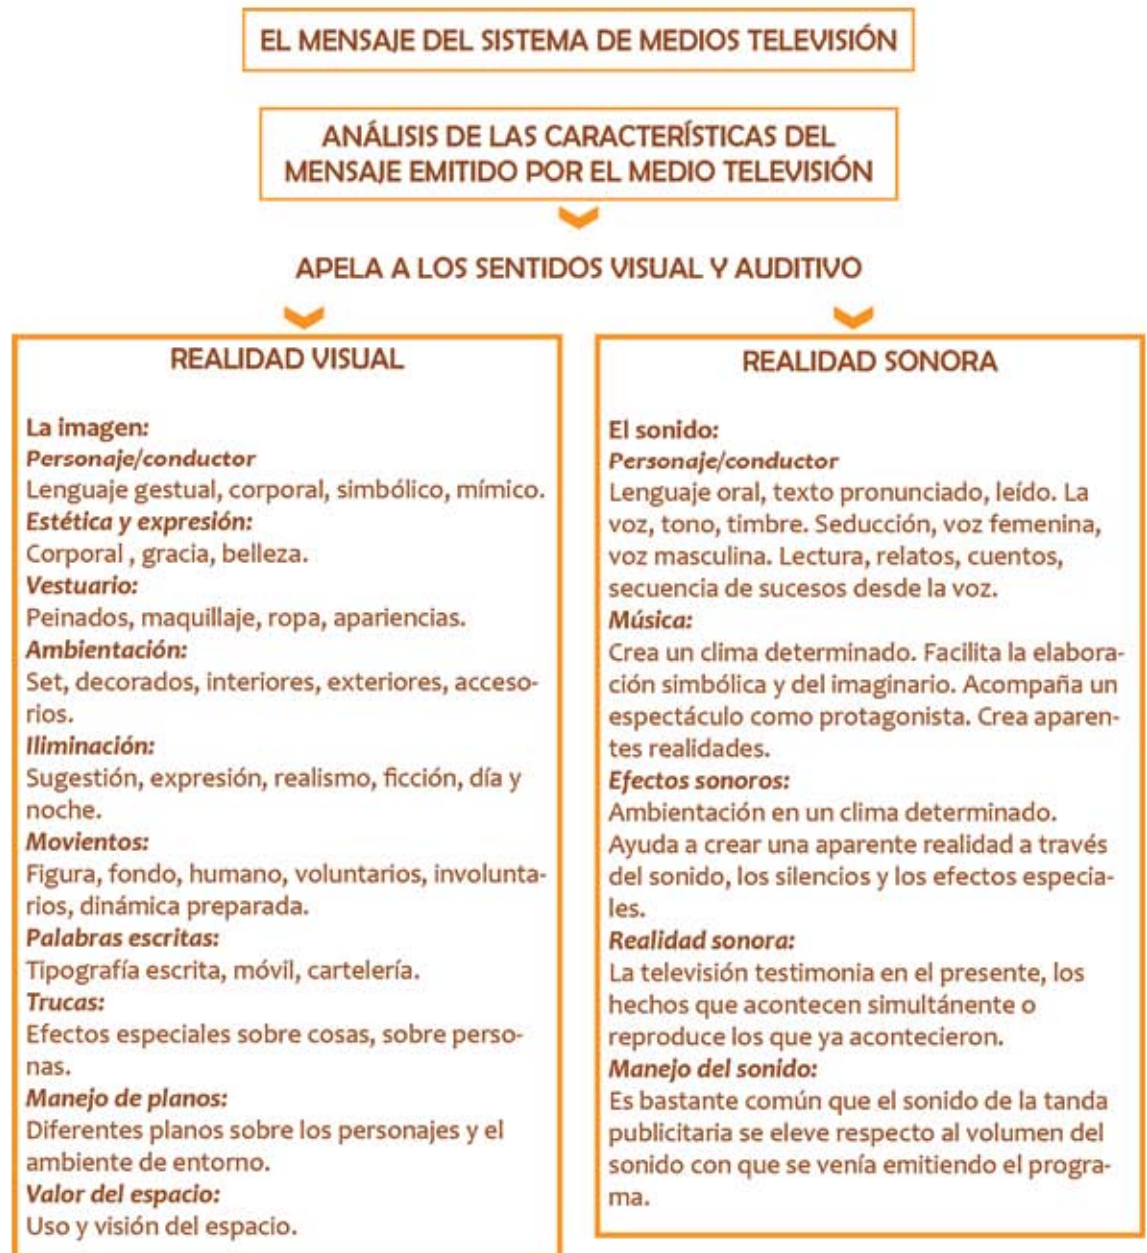 EL MENSAJE DEL SISTEMA DE MEDIOS TELEVISIÓN
ANÁLISIS DE LAS CARACTERÍSTICAS DEL
MENSAJE EMITIDO POR EL MEDIO TELEVISIÓN
APELA A LOS SENTIDOS VISUAL Y AUDITIVO
REALIDAD VISUAL
La imagen:
Personaje/conductor
Lenguaje gestual, corporal, simbólico, mímico.
Estética y expresión:
Corporal , gracia, belleza.
Vestuario:
Peinados, maquillaje, ropa, apariencias.
Ambientación:
Set, decorados, interiores, exteriores, acceso-
rios.
Iliminación:
Sugestión, expresión, realismo, ficción, día y
noche.
Movientos:
Figura, fondo, humano, voluntarios, involunta-
rios, dinámica preparada.
Palabras escritas:
Tipografía escrita, móvil, cartelería.
Trucas:
Efectos especiales sobre cosas, sobre perso-
nas.
Manejo de planos:
Diferentes planos sobre los personajes y el
ambiente de entorno.
Valor del espacio:
Uso y visión del espacio.
REALIDAD SONORA
El sonido:
Personaje/conductor
Lenguaje oral, texto pronunciado, leído. La
voz, tono, timbre. Seducción, voz femenina,
voz masculina. Lectura, relatos, cuentos,
secuencia de sucesos desde la voz.
Música:
Crea un clima determinado. Facilita la elabora-
ción simbólica y del imaginario. Acompaña un
espectáculo como protagonista. Crea aparen-
tes realidades.
Efectos sonoros:
Ambientación en un clima determinado.
Ayuda a crear una aparente realidad a través
del sonido, los silencios y los efectos especia-
les.
Realidad sonora:
La televisión testimonia en el presente, los
hechos que acontecen simultánente o
reproduce los que ya acontecieron.
Manejo del sonido:
Es bastante común que el sonido de la tanda
publicitaria se eleve respecto al volumen del
sonido con que se venía emitiendo el progra-
ma.